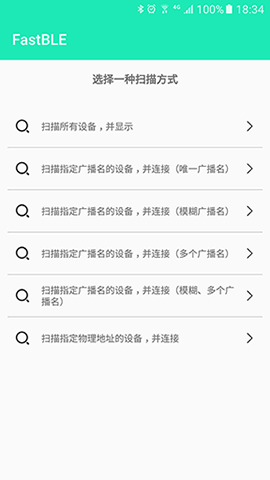 4G 100% 18:34
FastBLE
选择一种扫描方式
扫描所有设备，并显示
扫描指定广播名的设备，并连接（唯一广播名）
扫描指定广播名的设备，并连接（模糊广播名）
扫描指定广播名的设备，并连接（多个广播名）
扫描指定广播名的设备，并连接（模糊、多个广
播名）
扫描指定物理地址的设备，并连接